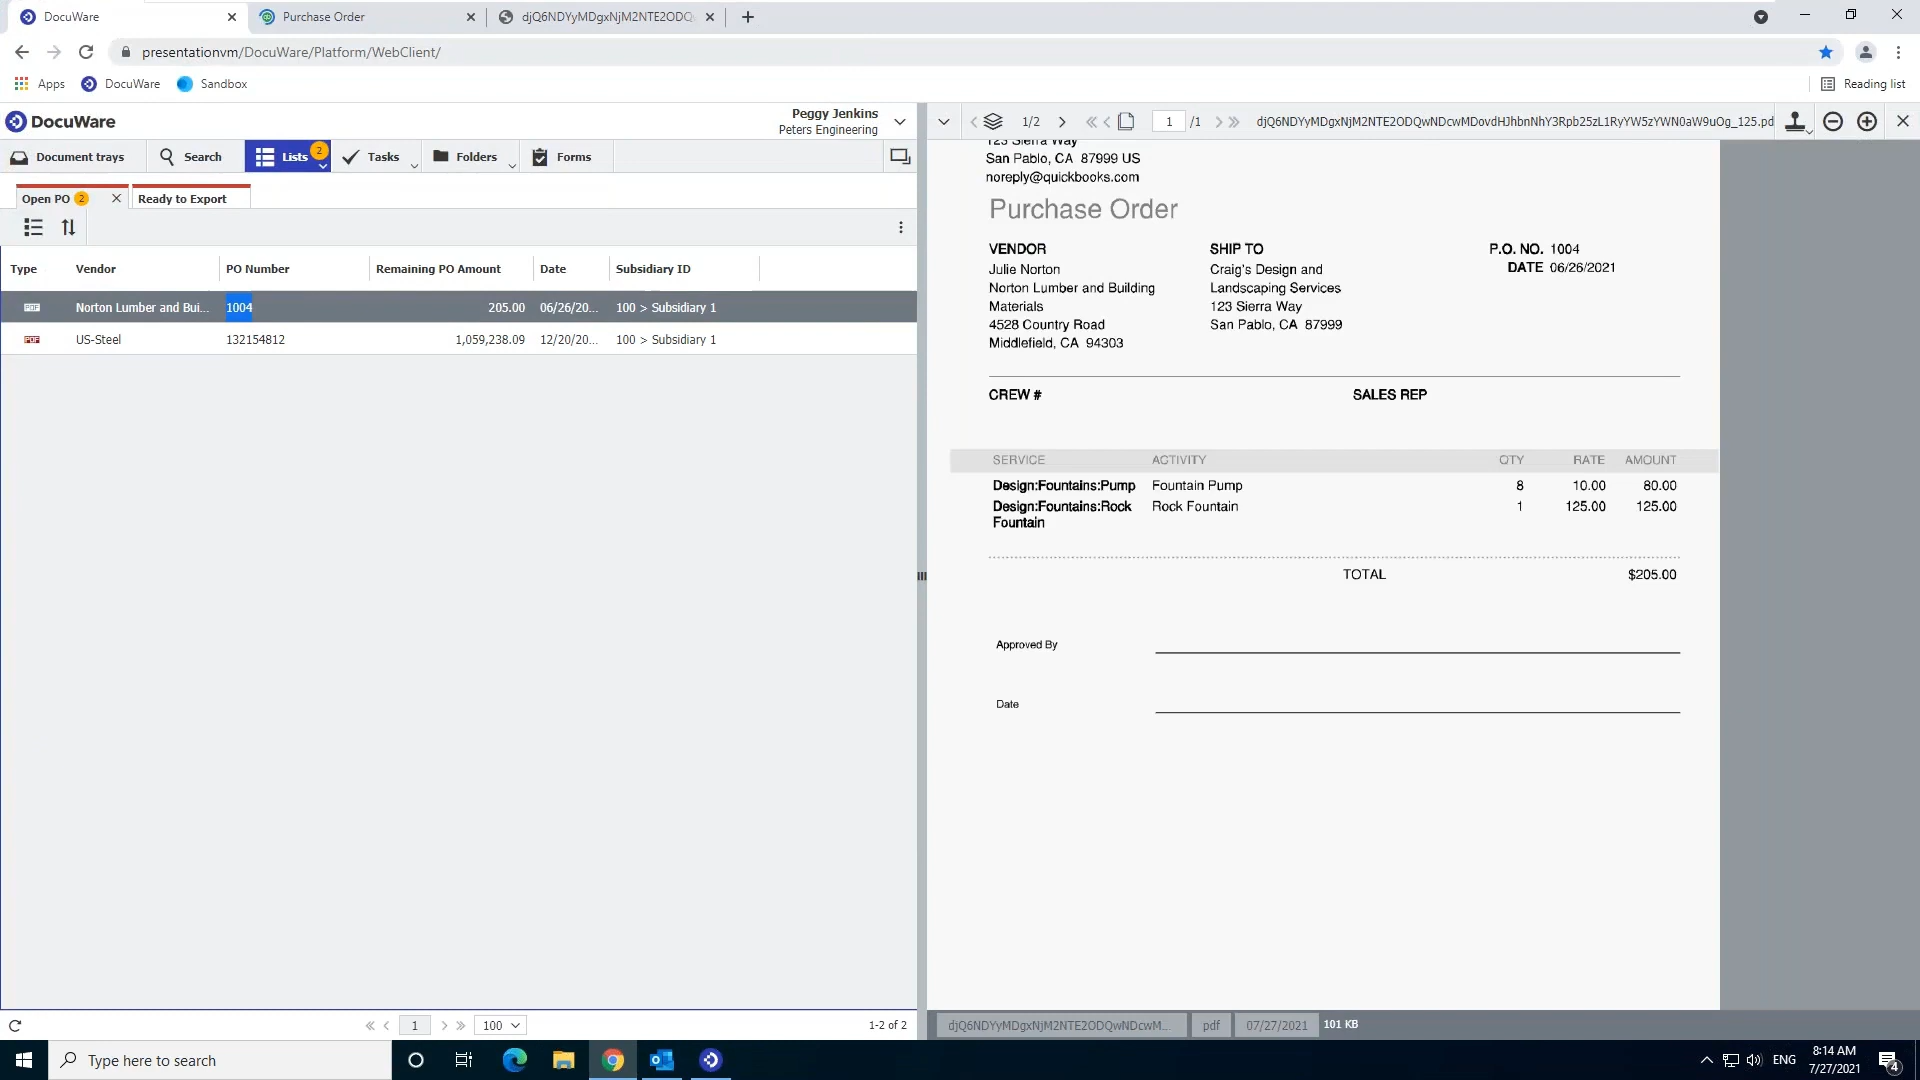 DocuWare
Purchase Order
djQ6NDYyMDgxNjM2NTE2ODQ
presentationvm/DocuWare/Platform/WebClient/
Apps
DocuWare
Sandbox
Reading list
DocuWare
Peggy Jenkins
Peters Engineering
Document trays
Search
Lists
2
Tasks
Folders
Forms
Open PO 2
Ready to Export
Type Vendor PO Number Remaining PO Amount Date Subsidiary ID
PDF Norton Lumber and Bui... 1004 205.00 06/26/20... 100 > Subsidiary 1
PDF US-Steel 132154812 1,059,238.09 12/20/20... 100 > Subsidiary 1
1
100
1-2 of 2
1/2
1 /1
djQ6NDYyMDgxNjM2NTE2ODQwNDcwMDovdHJhbnNhY3Rpb25zL1RyYW5zYWN0aW9uOg_125.pd
123 Sierra Way
San Pablo, CA 87999 US
noreply@quickbooks.com
Purchase Order
VENDOR
Julie Norton
Norton Lumber and Building
Materials
4528 Country Road
Middlefield, CA 94303
SHIP TO
Craig's Design and
Landscaping Services
123 Sierra Way
San Pablo, CA 87999
P.O. NO. 1004
DATE 06/26/2021
CREW #
SALES REP
SERVICE ACTIVITY QTY RATE AMOUNT
Design:Fountains:Pump Fountain Pump 8 10.00 80.00
Design:Fountains:Rock Rock Fountain 1 125.00 125.00
Fountain
TOTAL $205.00
Approved By
Date
djQ6NDYyMDgxNjM2NTE2ODQwNDcwM...
pdf
07/27/2021
101 KB
Type here to search
ENG
8:14 AM
7/27/2021
4